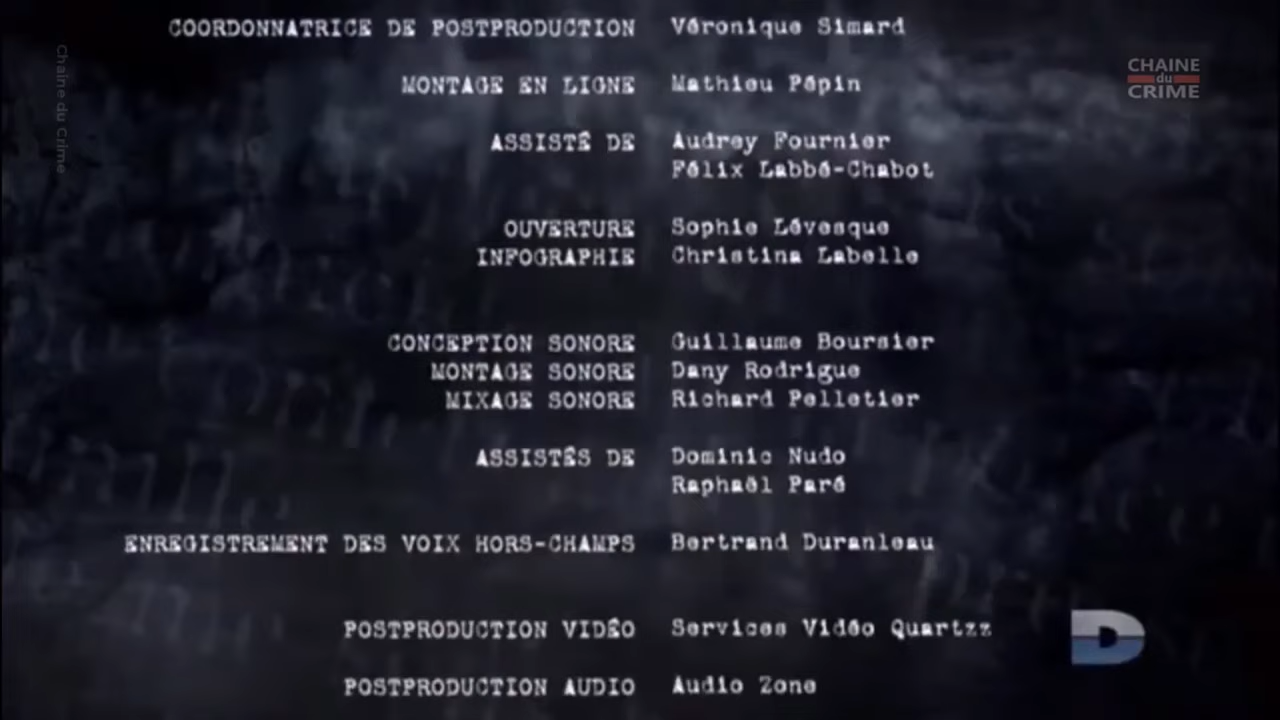 COORDONNATRICE DE POSTPRODUCTION Véronique Simard
CHAINE
du
CRIME
Chaine du Crime
MONTAGE EN LIGNE Mathieu Pépin
ASSISTÉ DE Audrey Fournier
Félix Labbé-Chabot
OUVERTURE Sophie Lévesque
INFOGRAPHIE Christina Labelle
CONCEPTION SONORE Guillaume Boursier
MONTAGE SONORE Dany Rodrigue
MIXAGE SONORE Richard Pelletier
ASSISTÉS DE Dominic Nudo
Raphaël Paré
ENREGISTREMENT DES VOIX HORS-CHAMPS Bertrand Duranleau
POSTPRODUCTION VIDÉO Services Vidéo Quartzz
D
POSTPRODUCTION AUDIO Audio Zone